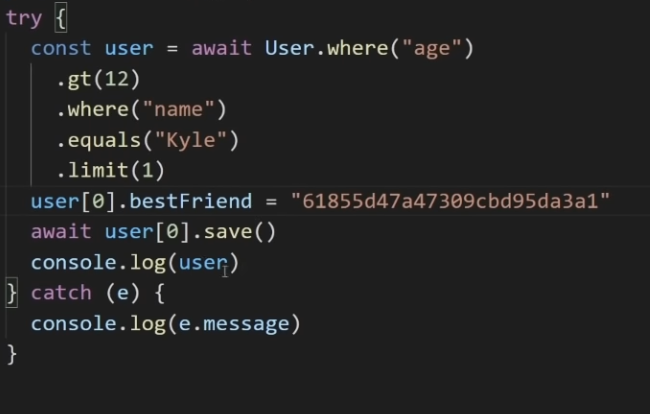 try {
  const user = await User.where("age")
    .gt(12)
    .where("name")
    .equals("Kyle")
    .limit(1)
  user[0].bestFriend = "61855d47a47309cbd95da3a1"
  await user[0].save()
  console.log(user)
} catch (e) {
  console.log(e.message)
}